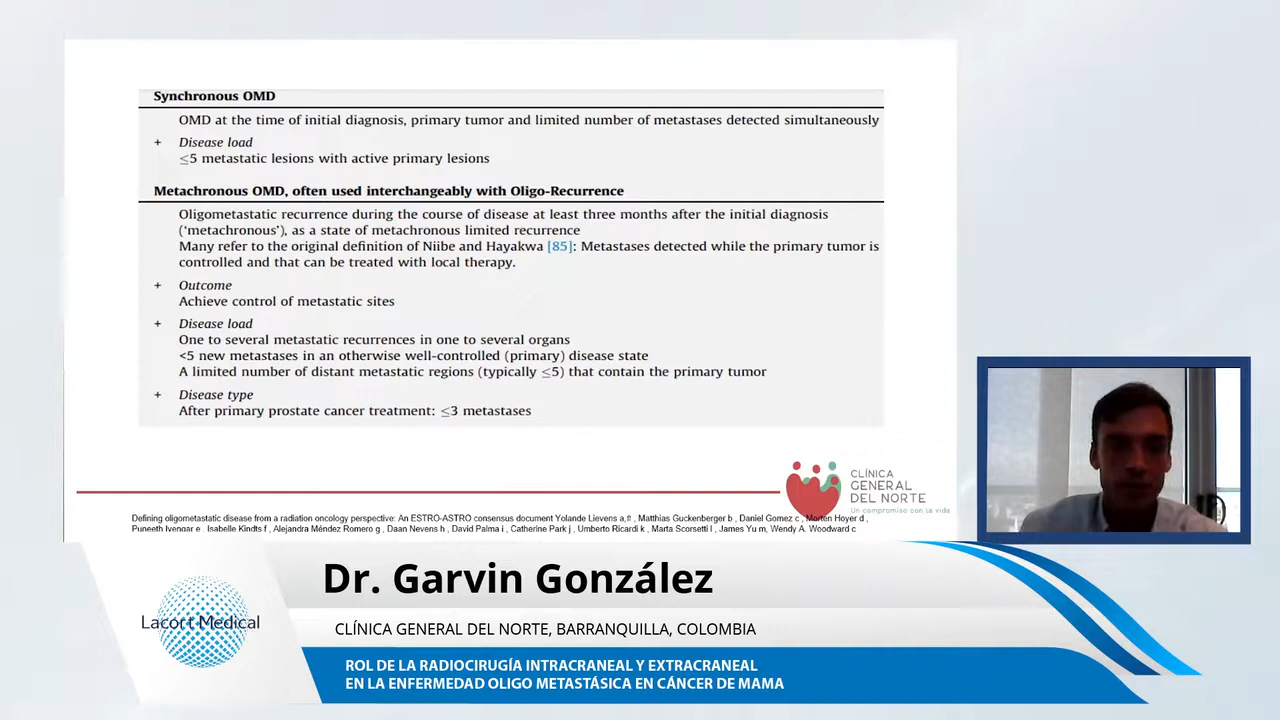 Synchronous OMD
OMD at the time of initial diagnosis, primary tumor and limited number of metastases detected simultaneously
+ Disease load
≤5 metastatic lesions with active primary lesions
Metachronous OMD, often used interchangeably with Oligo-Recurrence
Oligometastatic recurrence during the course of disease at least three months after the initial diagnosis
(‘metachronous’), as a state of metachronous limited recurrence
Many refer to the original definition of Niibe and Hayakwa [85]: Metastases detected while the primary tumor is
controlled and that can be treated with local therapy.
+ Outcome
Achieve control of metastatic sites
+ Disease load
One to several metastatic recurrences in one to several organs
<5 new metastases in an otherwise well-controlled (primary) disease state
A limited number of distant metastatic regions (typically ≤5) that contain the primary tumor
+ Disease type
After primary prostate cancer treatment: ≤3 metastases
CLÍNICA
GENERAL
DEL NORTE
Un compromiso con la vida
Defining oligometastatic disease from a radiation oncology perspective: An ESTRO-ASTRO consensus document Yolande Lievens a, , Matthias Guckenberger b , Daniel Gomez c , Morten Hoyer d ,
Puneeth Iyengar e , Isabelle Kindts f , Alejandra Méndez Romero g , Daan Nevens h , David Palma i , Catherine Park j , Umberto Ricardi k , Marta Scorsetti l , James Yu m, Wendy A. Woodward c
Dr. Garvin González
Lacort Medical
CLÍNICA GENERAL DEL NORTE, BARRANQUILLA, COLOMBIA
ROL DE LA RADIOCIRUGÍA INTRACRANEAL Y EXTRACRANEAL
EN LA ENFERMEDAD OLIGO METASTÁSICA EN CÁNCER DE MAMA